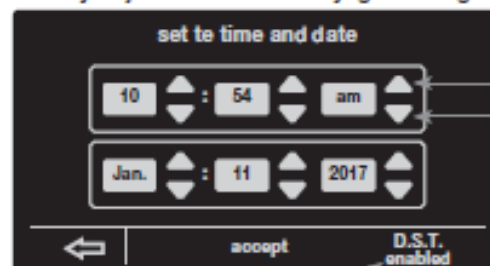 set te time and date
10 : 54 am
Jan. : 11 2017
accept D.S.T.
enabled